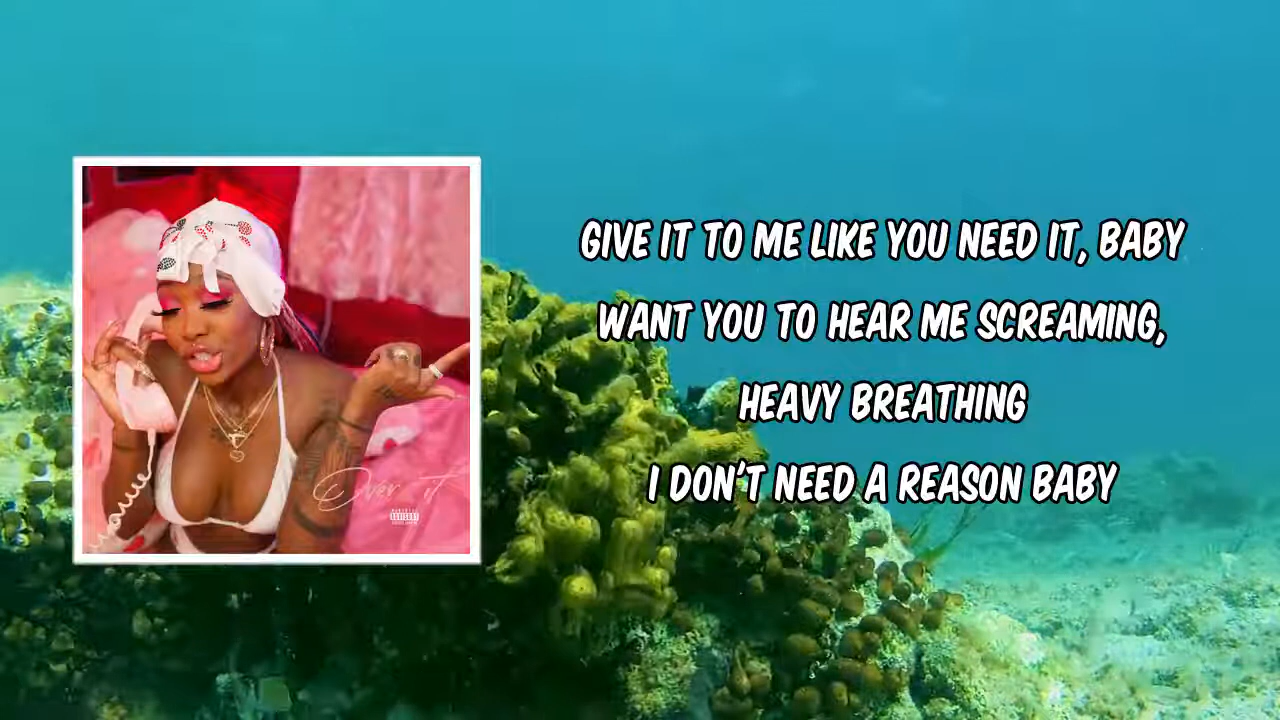 Over it
GIVE IT TO ME LIKE YOU NEED IT, BABY
WANT YOU TO HEAR ME SCREAMING,
HEAVY BREATHING
I DON'T NEED A REASON BABY